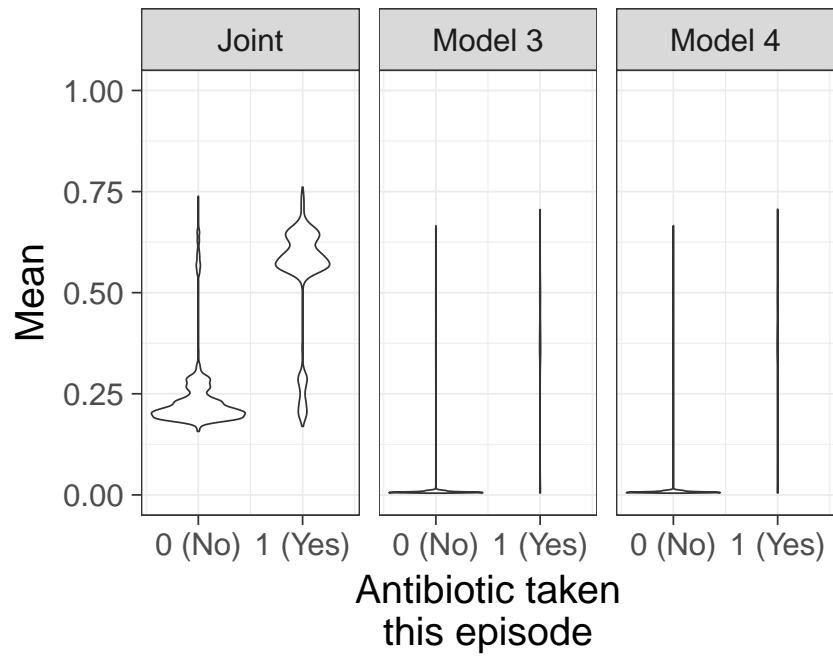 Joint Model 3 Model 4
1.00
0.75
0.50
0.25
0.00
Mean
0 (No) 1 (Yes) 0 (No) 1 (Yes) 0 (No) 1 (Yes)
Antibiotic taken
this episode